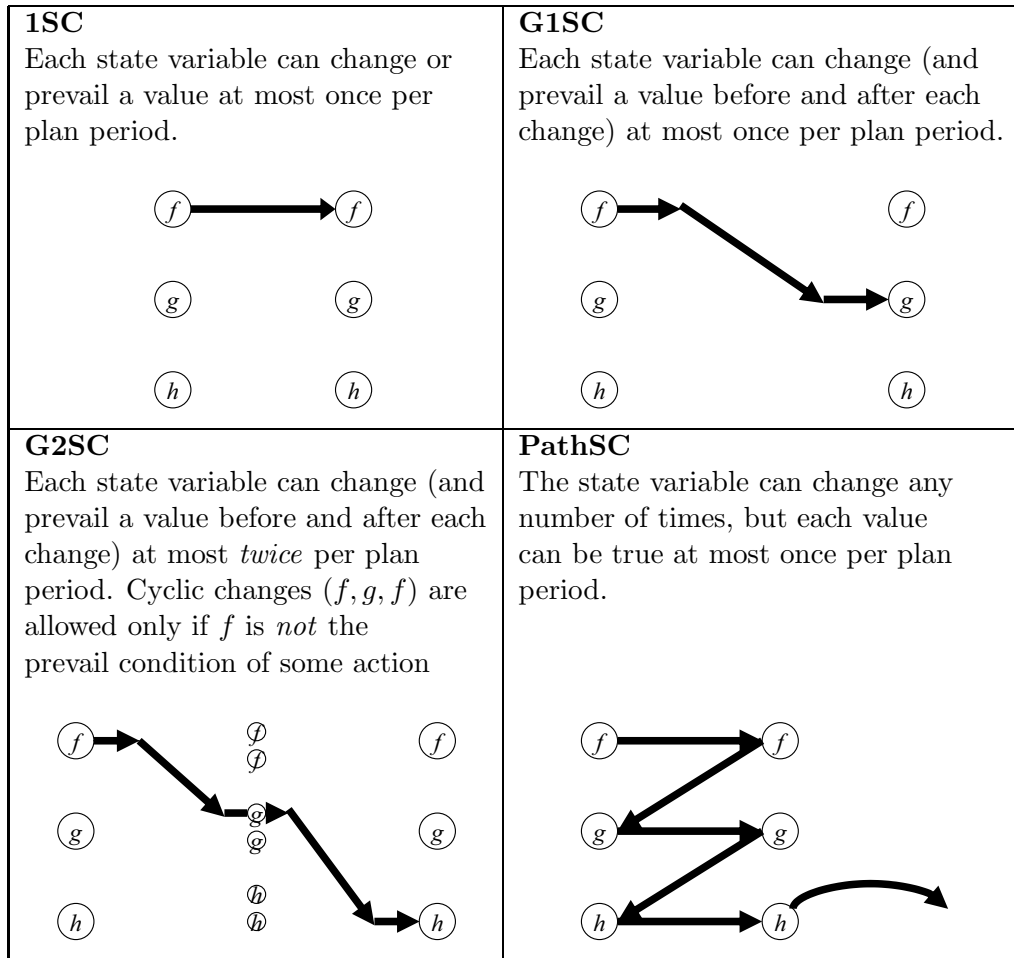 1SC
Each state variable can change or
prevail a value at most once per
plan period.
f f
g g
h h
G1SC
Each state variable can change (and
prevail a value before and after each
change) at most once per plan period.
f f
g g
h h
G2SC
Each state variable can change (and
prevail a value before and after each
change) at most twice per plan
period. Cyclic changes (f, g, f) are
allowed only if f is not the
prevail condition of some action
f f f
f
g g g
g
h
h h h
PathSC
The state variable can change any
number of times, but each value
can be true at most once per plan
period.
f f
g g
h h